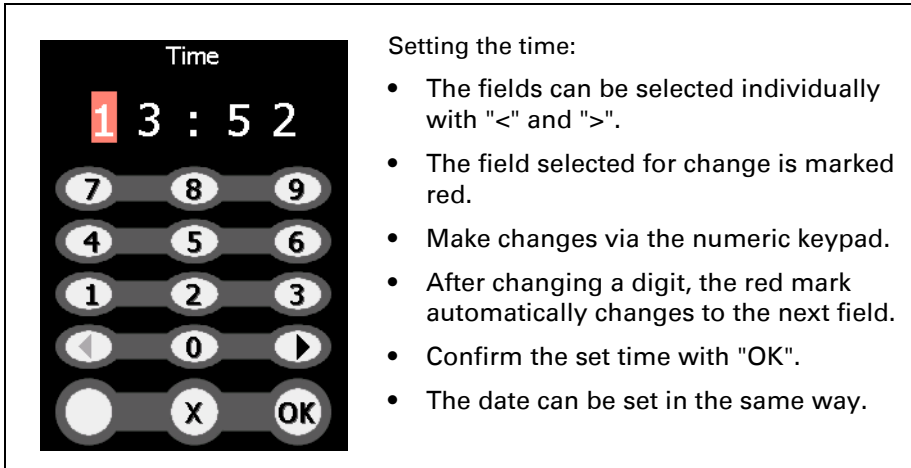 Time
1 3 : 5 2
7 8 9
4 5 6
1 2 3
0
X OK
Setting the time:
• The fields can be selected individually
with "<" and ">".
• The field selected for change is marked
red.
• Make changes via the numeric keypad.
• After changing a digit, the red mark
automatically changes to the next field.
• Confirm the set time with "OK".
• The date can be set in the same way.